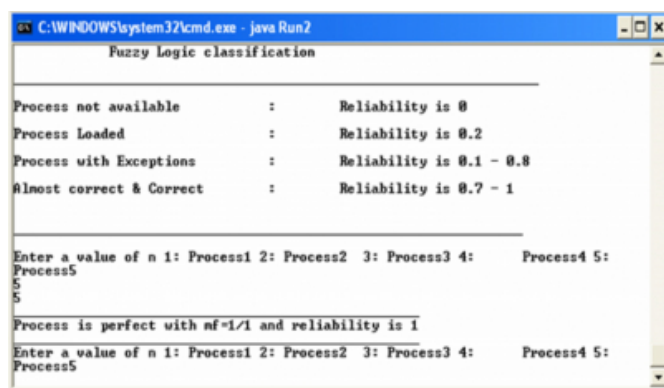 C:\WINDOWS\system32\cmd.exe - java Run2
Fuzzy Logic classification
Process not available : Reliability is 0
Process Loaded : Reliability is 0.2
Process with Exceptions : Reliability is 0.1 - 0.8
Almost correct & Correct : Reliability is 0.7 - 1
Enter a value of n 1: Process1 2: Process2 3: Process3 4: Process4 5:
Process5
5
5
Process is perfect with mf=1/1 and reliability is 1
Enter a value of n 1: Process1 2: Process2 3: Process3 4: Process4 5:
Process5